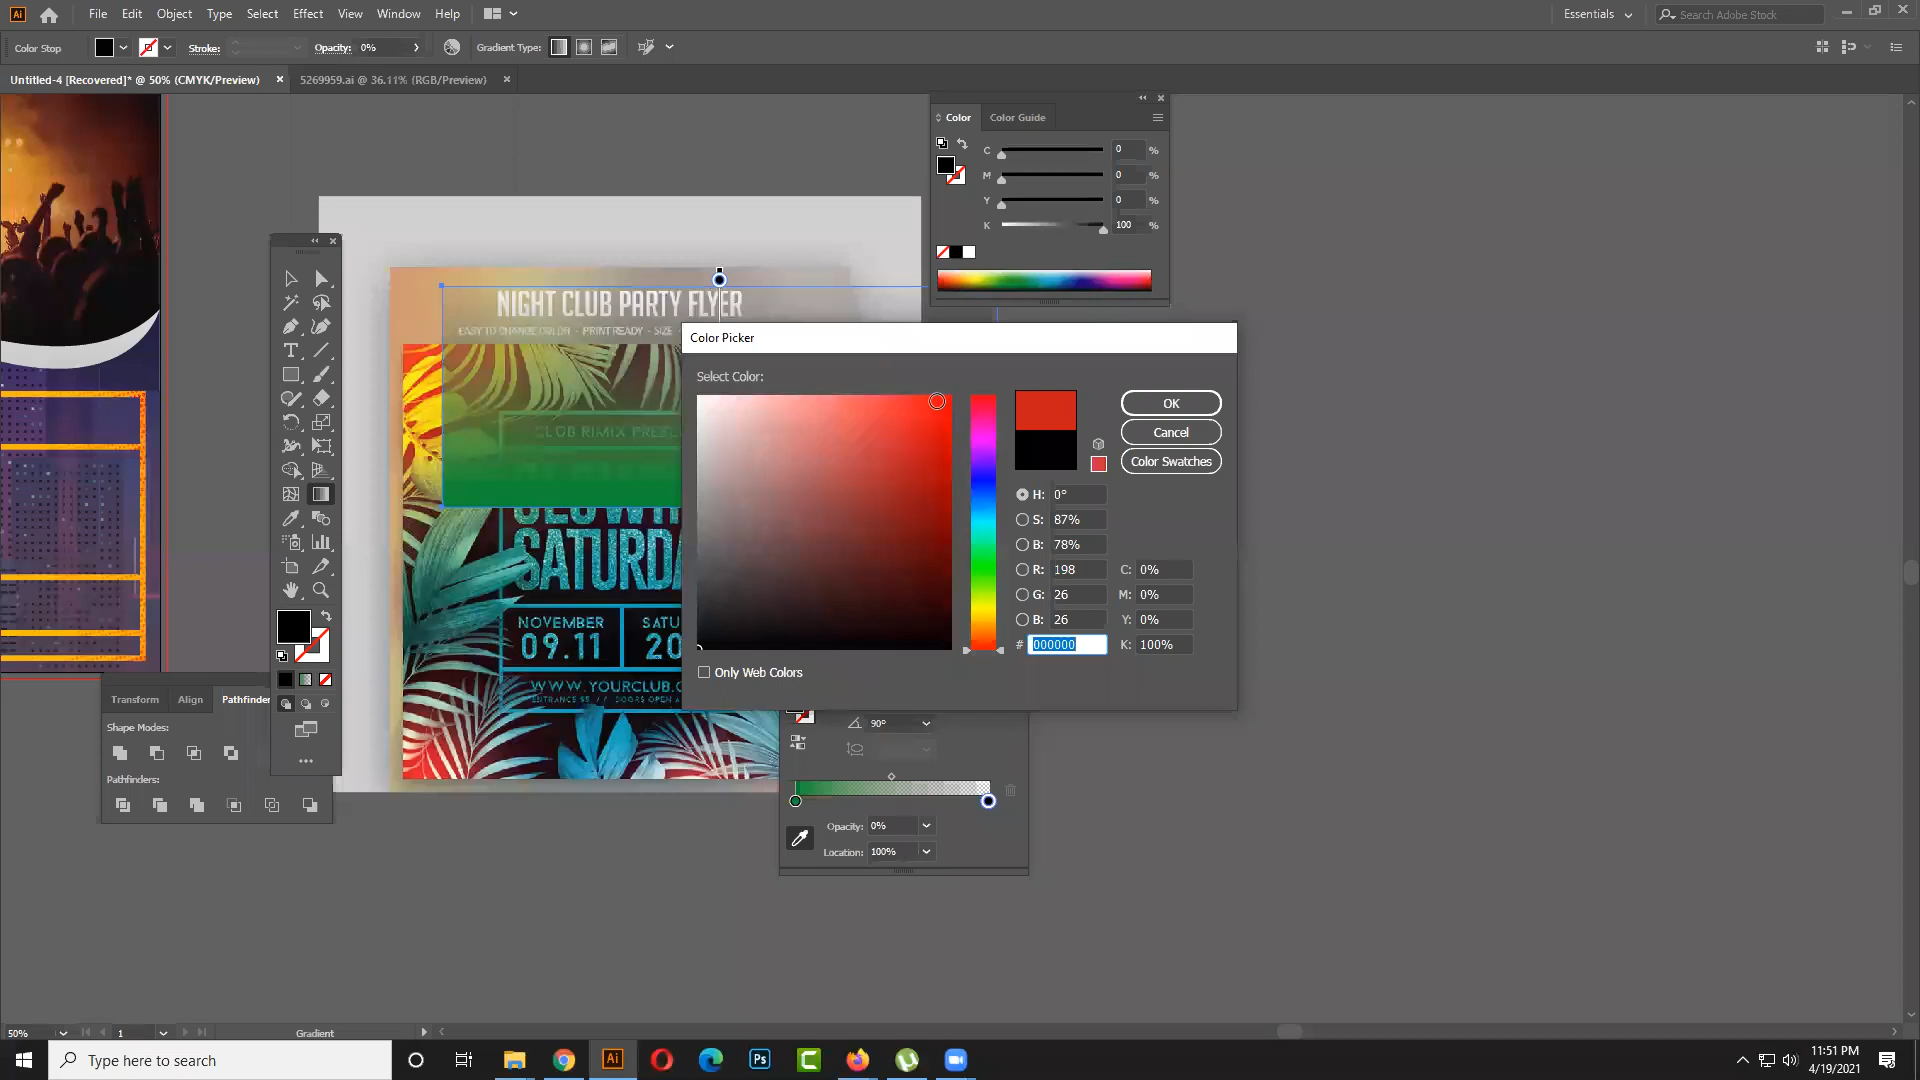 Ai File Edit Object Type Select Effect View Window Help Essentials Search Adobe Stock
Color Stop Stroke: Opacity: 0% Gradient Type:
Untitled-4 [Recovered]* @ 50% (CMYK/Preview) × 5269959.ai @ 36.11% (RGB/Preview) ×
Color Color Guide
C 0 %
M 0 %
Y 0 %
K 100 %
NIGHT CLUB PARTY FLYER
EASY TO CHANGE COLOR - PRINT READY - SIZE -
Color Picker
Select Color:
OK
Cancel
Color Swatches
H: 0°
S: 87%
B: 78%
R: 198 C: 0%
G: 26 M: 0%
B: 26 Y: 0%
# 000000 K: 100%
Only Web Colors
CLUB RIMIX
SATURDA
NOVEMBER SATU
09.11 20
WWW.YOURCLUB.C
ENTRANCE $5 // DOORS OPEN
Transform Align Pathfinder
Shape Modes:
Pathfinders:
90°
Opacity: 0%
Location: 100%
50% 1 Gradient
Type here to search
Ai Ps
11:51 PM
4/19/2021